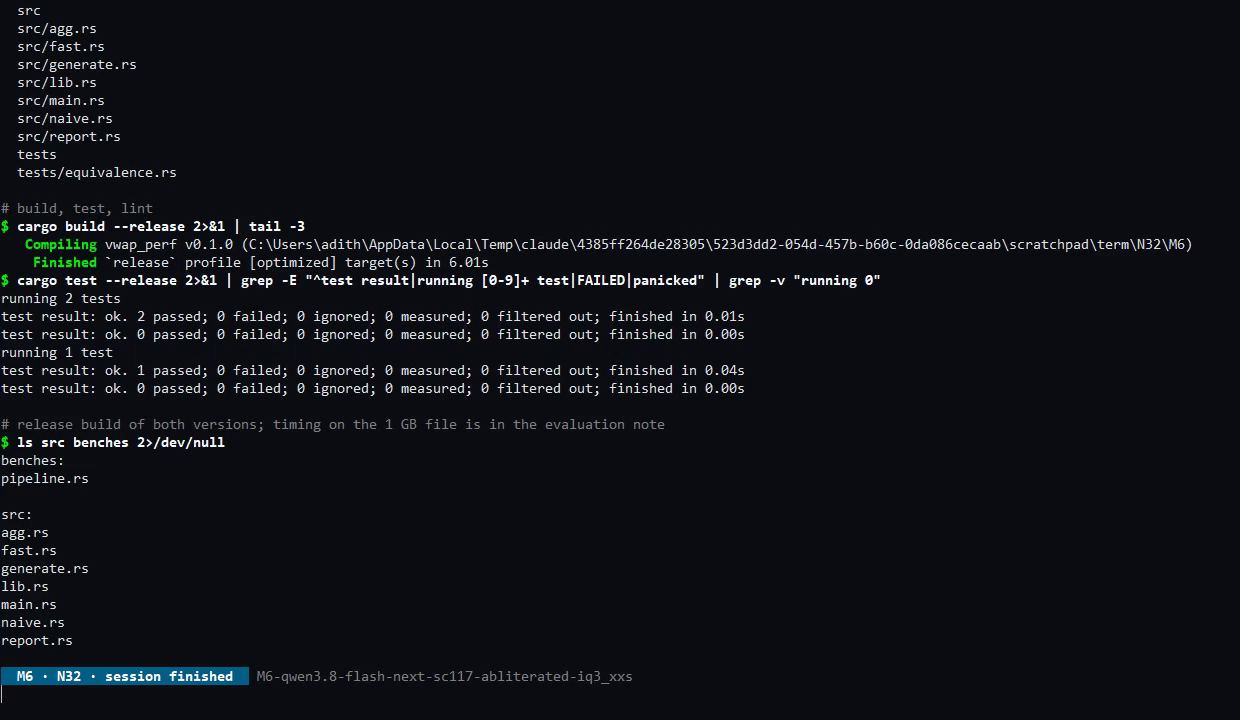 src
src/agg.rs
src/fast.rs
src/generate.rs
src/lib.rs
src/main.rs
src/naive.rs
src/report.rs
tests
tests/equivalence.rs
# build, test, lint
$ cargo build --release 2>&1 | tail -3
Compiling vwap_perf v0.1.0 (C:\Users\adith\AppData\Local\Temp\claude\4385ff264de28305\523d3dd2-054d-457b-b60c-0da086cecaab\scratchpad\term\N32\M6)
Finished `release` profile [optimized] target(s) in 6.01s
$ cargo test --release 2>&1 | grep -E "^test result|running [0-9]+ test|FAILED|panicked" | grep -v "running 0"
running 2 tests
test result: ok. 2 passed; 0 failed; 0 ignored; 0 measured; 0 filtered out; finished in 0.01s
test result: ok. 0 passed; 0 failed; 0 ignored; 0 measured; 0 filtered out; finished in 0.00s
running 1 test
test result: ok. 1 passed; 0 failed; 0 ignored; 0 measured; 0 filtered out; finished in 0.04s
test result: ok. 0 passed; 0 failed; 0 ignored; 0 measured; 0 filtered out; finished in 0.00s
# release build of both versions; timing on the 1 GB file is in the evaluation note
$ ls src benches 2>/dev/null
benches:
pipeline.rs
src:
agg.rs
fast.rs
generate.rs
lib.rs
main.rs
naive.rs
report.rs
M6 · N32 · session finished M6-qwen3.8-flash-next-sc117-abliterated-iq3_xxs